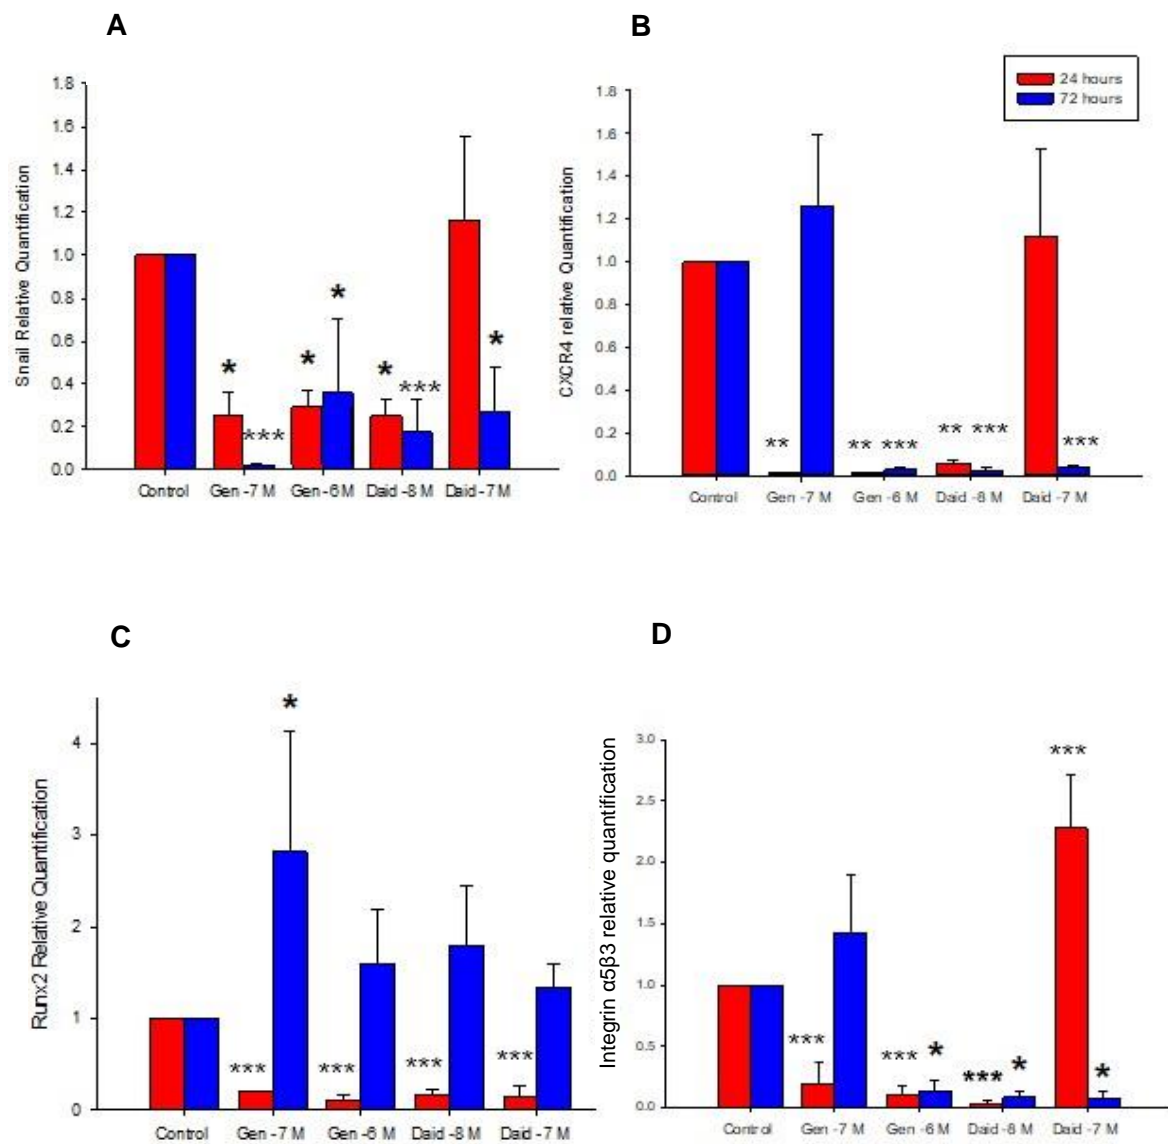 A
B
24 hours
72 hours
Snail Relative Quantification
1.8
1.6
1.4
1.2
1.0
0.8
0.6
0.4
0.2
0.0
* *** * * * *** *
Control Gen -7 M Gen -6 M Daid -8 M Daid -7 M
CXCR4 relative Quantification
1.8
1.6
1.4
1.2
1.0
0.8
0.6
0.4
0.2
0.0
** ** *** ** *** ***
Control Gen -7 M Gen -6 M Daid -8 M Daid -7 M
C
D
Runx2 Relative Quantification
4
3
2
1
0
*
*** *** *** ***
Control Gen -7 M Gen -6 M Daid -8 M Daid -7 M
Integrin α5β3 relative quantification
3.0
2.5
2.0
1.5
1.0
0.5
0.0
***
*** *** * *** * *
Control Gen -7 M Gen -6 M Daid -8 M Daid -7 M